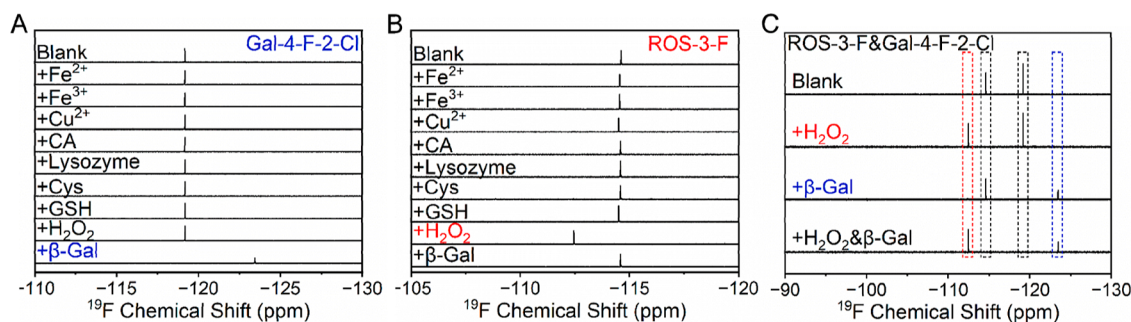 A
Gal-4-F-2-Cl
Blank
+Fe²⁺
+Fe³⁺
+Cu²⁺
+CA
+Lysozyme
+Cys
+GSH
+H₂O₂
+β-Gal
-110 −115 −120 −125 −130
¹⁹F Chemical Shift (ppm)
B
ROS-3-F
Blank
+Fe²⁺
+Fe³⁺
+Cu²⁺
+CA
+Lysozyme
+Cys
+GSH
+H₂O₂
+β-Gal
−105 −110 −115 −120
¹⁹F Chemical Shift (ppm)
C
ROS-3-F&Gal-4-F-2-Cl
Blank
+H₂O₂
+β-Gal
+H₂O₂&β-Gal
−90 −100 −110 −120 −130
¹⁹F Chemical Shift (ppm)